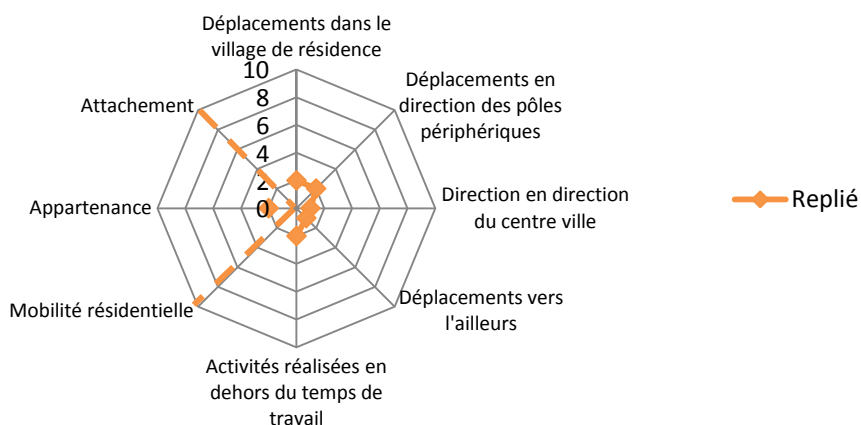 Déplacements dans le
village de résidence
10
8
6
4
2
0
Déplacements en
direction des pôles
périphériques
Direction en direction
du centre ville
Déplacements vers
l'ailleurs
Activités réalisées en
dehors du temps de
travail
Mobilité résidentielle
Appartenance
Attachement
Replié